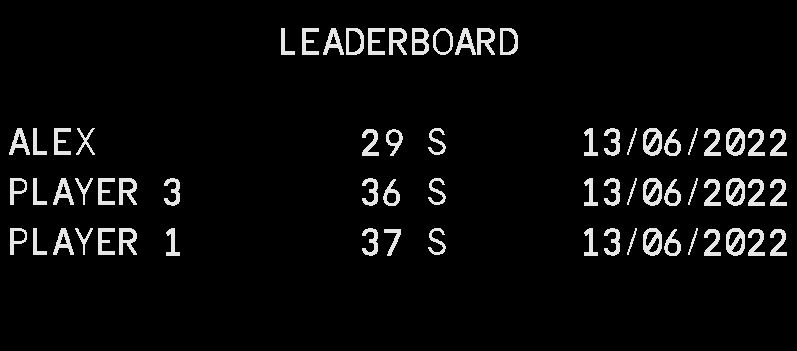 LEADERBOARD
ALEX 29 S 13/06/2022
PLAYER 3 36 S 13/06/2022
PLAYER 1 37 S 13/06/2022